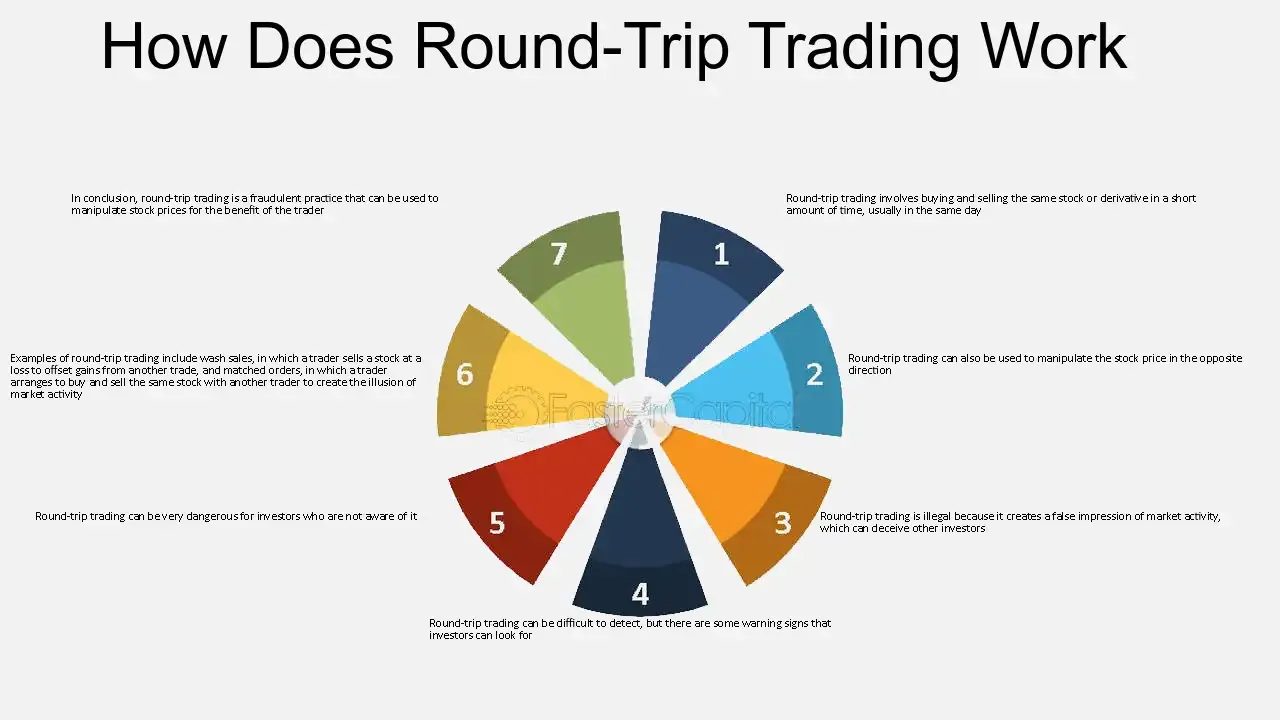 How Does Round-Trip Trading Work
In conclusion, round-trip trading is a fraudulent practice that can be used to
manipulate stock prices for the benefit of the trader
7
1
Round-trip trading involves buying and selling the same stock or derivative in a short
amount of time, usually in the same day
Examples of round-trip trading include wash sales, in which a trader sells a stock at a
loss to offset gains from another trade, and matched orders, in which a trader
arranges to buy and sell the same stock with another trader to create the illusion of
market activity
6
2
Round-trip trading can also be used to manipulate the stock price in the opposite
direction
FasterCapital
Round-trip trading can be very dangerous for investors who are not aware of it
5
3
Round-trip trading is illegal because it creates a false impression of market activity,
which can deceive other investors
4
Round-trip trading can be difficult to detect, but there are some warning signs that
investors can look for